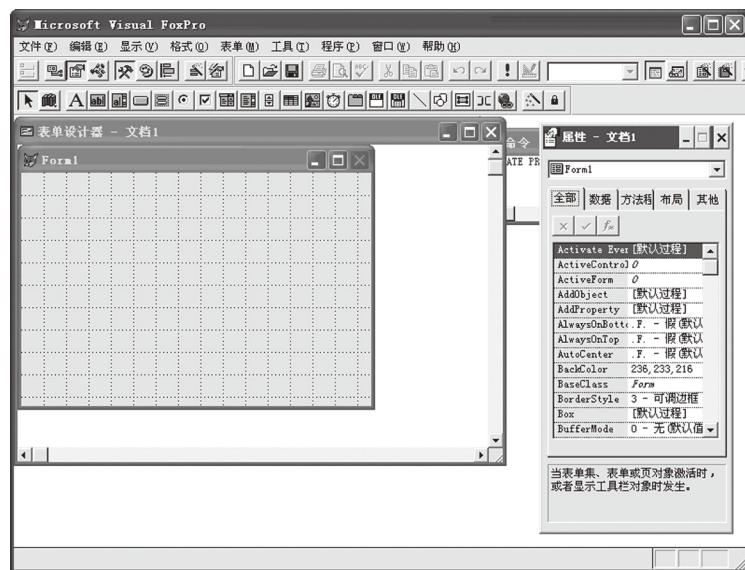 Microsoft Visual FoxPro
文件(F) 编辑(E) 显示(V) 格式(O) 表单(M) 工具(T) 程序(P) 窗口(W) 帮助(H)
表单设计器 - 文档1
命令
ATE PR
Form1
属性 - 文档1
Form1
全部 数据 方法程 布局 其他
Activate Ever [默认过程]
ActiveControl 0
ActiveForm 0
AddObject [默认过程]
AddProperty [默认过程]
AlwaysOnBotto .F. - 假(默认
AlwaysOnTop .F. - 假(默认
AutoCenter .F. - 假(默认
BackColor 236,233,216
BaseClass Form
BorderStyle 3 - 可调边框
Box [默认过程]
BufferMode 0 - 无(默认值
当表单集、表单或页对象激活时，
或者显示工具栏对象时发生。